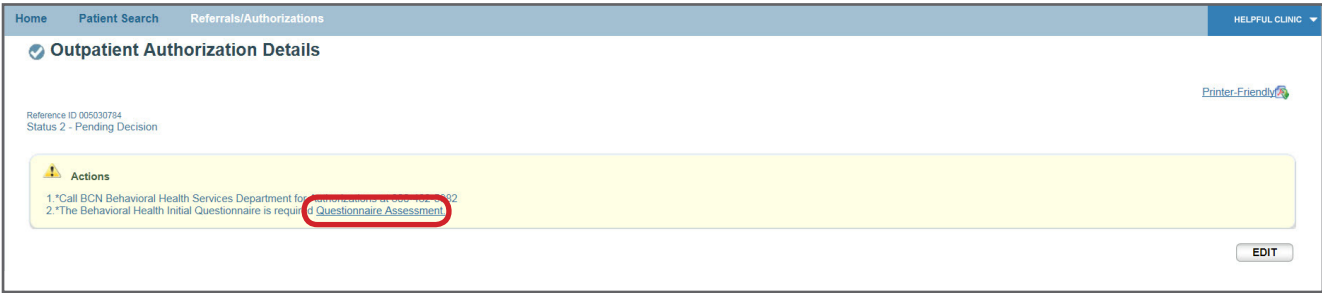 Home Patient Search Referrals/Authorizations HELPFUL CLINIC
Outpatient Authorization Details
Printer-Friendly
Reference ID 005030784
Status 2 - Pending Decision
Actions
1.*Call BCN Behavioral Health Services Department for Authorizations at
2.*The Behavioral Health Initial Questionnaire is required Questionnaire Assessment.
EDIT